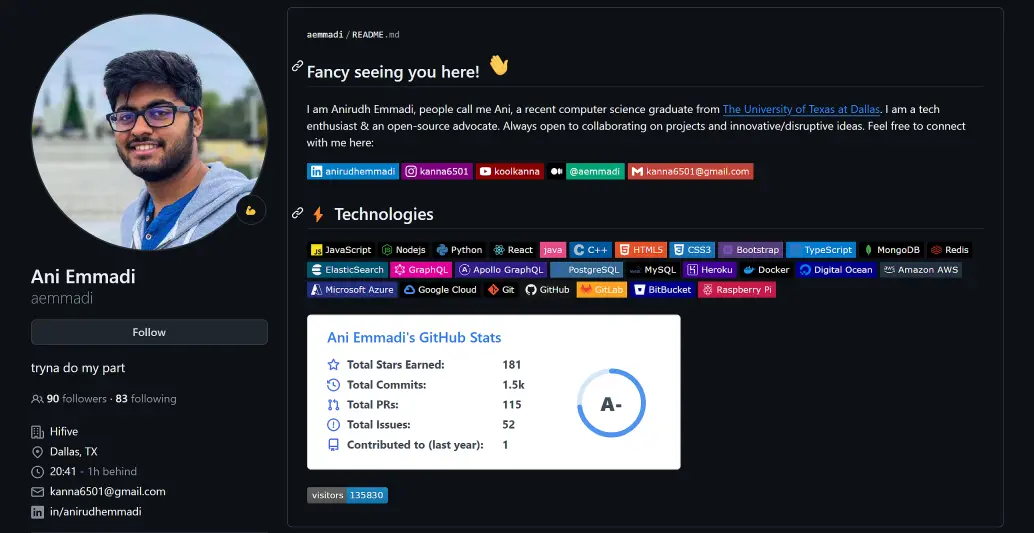 Ani Emmadi
aemmadi
Follow
tryna do my part
90 followers · 83 following
Hifive
Dallas, TX
20:41 - 1h behind
kanna6501@gmail.com
in/anirudhemmadi
aemmadi/README.md
Fancy seeing you here! 👋
I am Anirudh Emmadi, people call me Ani, a recent computer science graduate from The University of Texas at Dallas. I am a tech
enthusiast & an open-source advocate. Always open to collaborating on projects and innovative/disruptive ideas. Feel free to connect
with me here:
anirudhemmadi kanna6501 koolkanna @aemmadi kanna6501@gmail.com
⚡ Technologies
JavaScript Nodejs Python React java C++ HTML5 CSS3 Bootstrap TypeScript MongoDB Redis
ElasticSearch GraphQL Apollo GraphQL PostgreSQL MySQL Heroku Docker Digital Ocean Amazon AWS
Microsoft Azure Google Cloud Git GitHub GitLab BitBucket Raspberry Pi
Ani Emmadi's GitHub Stats
Total Stars Earned: 181
Total Commits: 1.5k
Total PRs: 115
Total Issues: 52
Contributed to (last year): 1
A-
visitors 135830